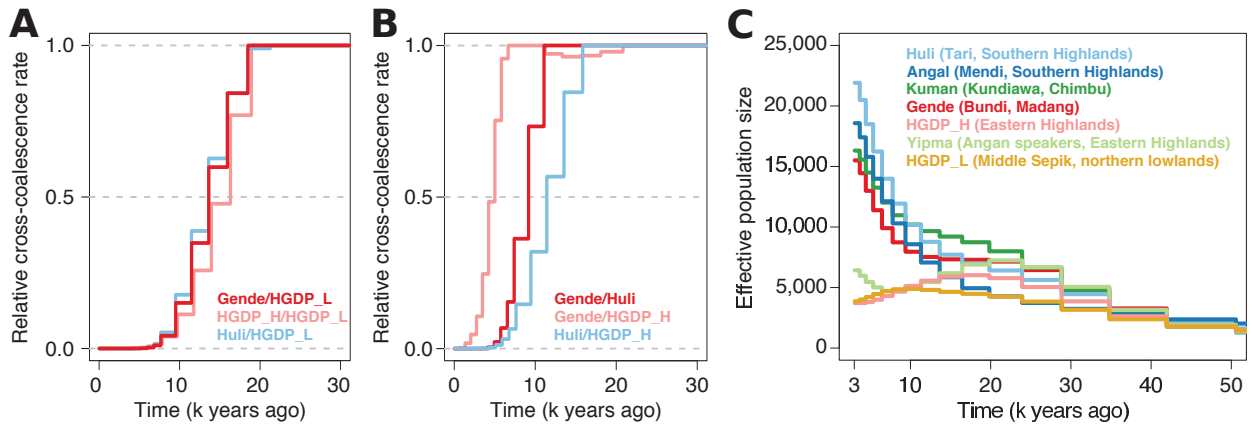 A
Relative cross-coalescence rate
1.0
0.5
0.0
Gende/HGDP_L
HGDP_H/HGDP_L
Huli/HGDP_L
0 10 20 30
Time (k years ago)
B
Relative cross-coalescence rate
1.0
0.5
0.0
Gende/Huli
Gende/HGDP_H
Huli/HGDP_H
0 10 20 30
Time (k years ago)
C
Effective population size
25,000
20,000
15,000
10,000
5,000
0
Huli (Tari, Southern Highlands)
Angal (Mendi, Southern Highlands)
Kuman (Kundiawa, Chimbu)
Gende (Bundi, Madang)
HGDP_H (Eastern Highlands)
Yipma (Angan speakers, Eastern Highlands)
HGDP_L (Middle Sepik, northern lowlands)
3 10 20 30 40 50
Time (k years ago)